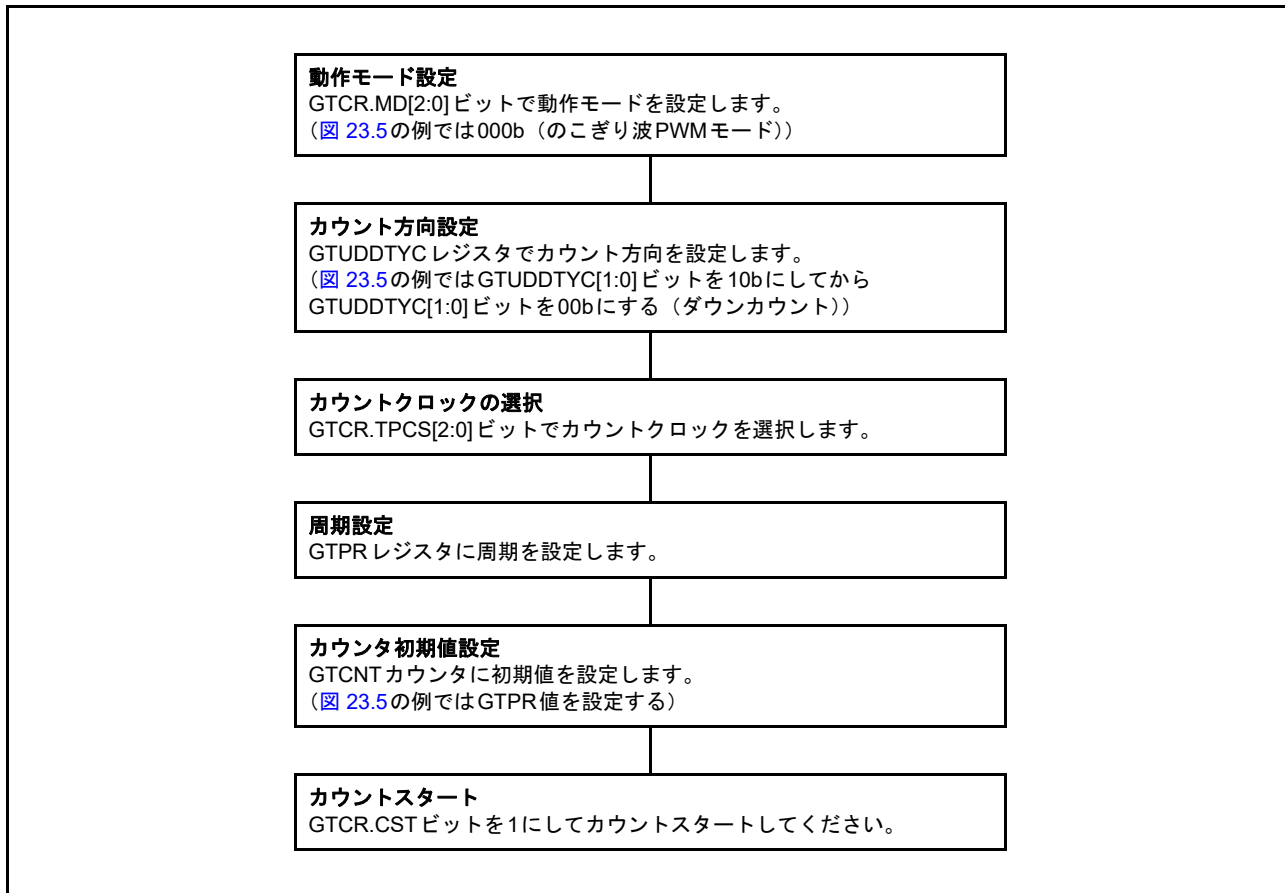 動作モード設定
GTCR.MD[2:0]ビットで動作モードを設定します。
（図 23.5の例では000b（のこぎり波PWMモード））
カウント方向設定
GTUDDTYCレジスタでカウント方向を設定します。
（図 23.5の例ではGTUDDTYC[1:0]ビットを10bにしてから
GTUDDTYC[1:0]ビットを00bにする（ダウンカウント））
カウントクロックの選択
GTCR.TPCS[2:0]ビットでカウントクロックを選択します。
周期設定
GTPRレジスタに周期を設定します。
カウンタ初期値設定
GTCNTカウンタに初期値を設定します。
（図 23.5の例ではGTPR値を設定する）
カウントスタート
GTCR.CSTビットを1にしてカウントスタートしてください。